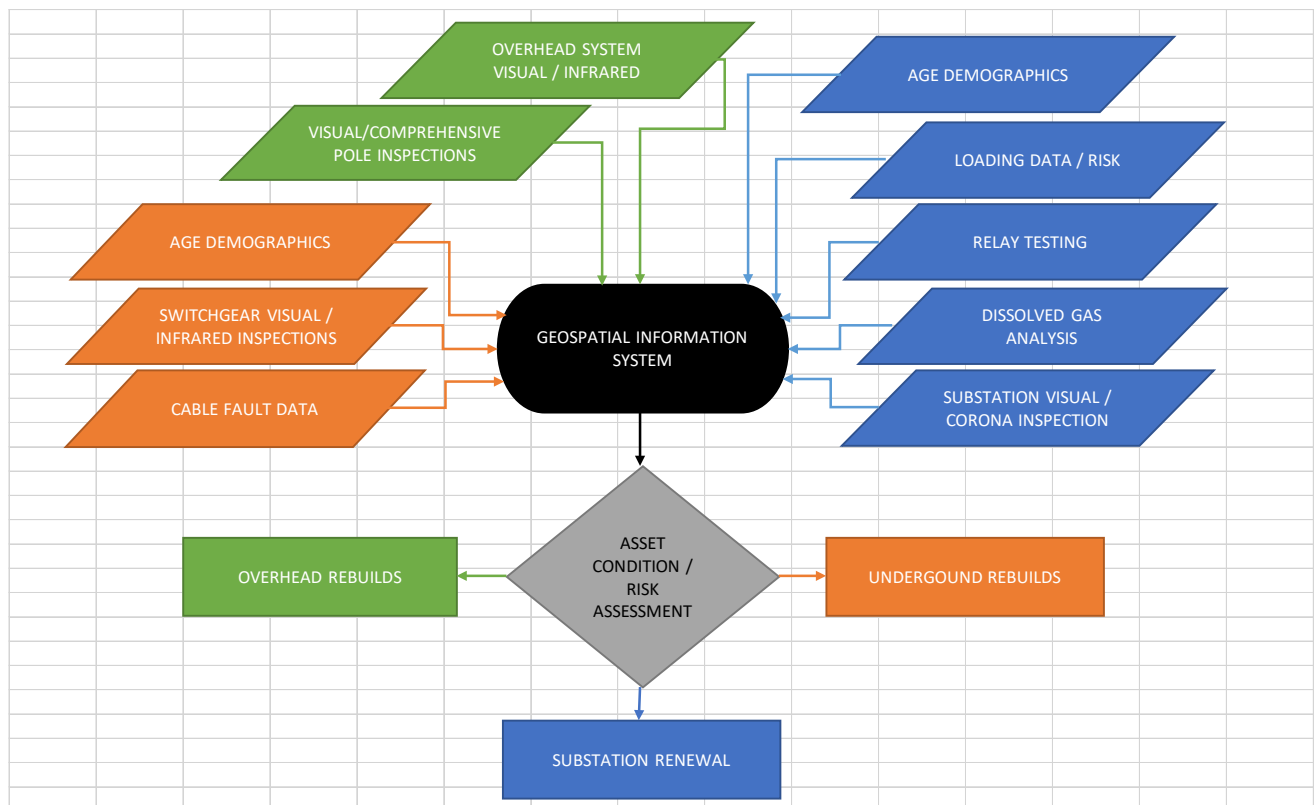 OVERHEAD SYSTEM
VISUAL / INFRARED
AGE DEMOGRAPHICS
VISUAL/COMPREHENSIVE
POLE INSPECTIONS
LOADING DATA / RISK
AGE DEMOGRAPHICS
RELAY TESTING
SWITCHGEAR VISUAL /
INFRARED INSPECTIONS
GEOSPATIAL INFORMATION
SYSTEM
DISSOLVED GAS
ANALYSIS
CABLE FAULT DATA
SUBSTATION VISUAL /
CORONA INSPECTION
OVERHEAD REBUILDS
ASSET
CONDITION /
RISK
ASSESSMENT
UNDERGOUND REBUILDS
SUBSTATION RENEWAL